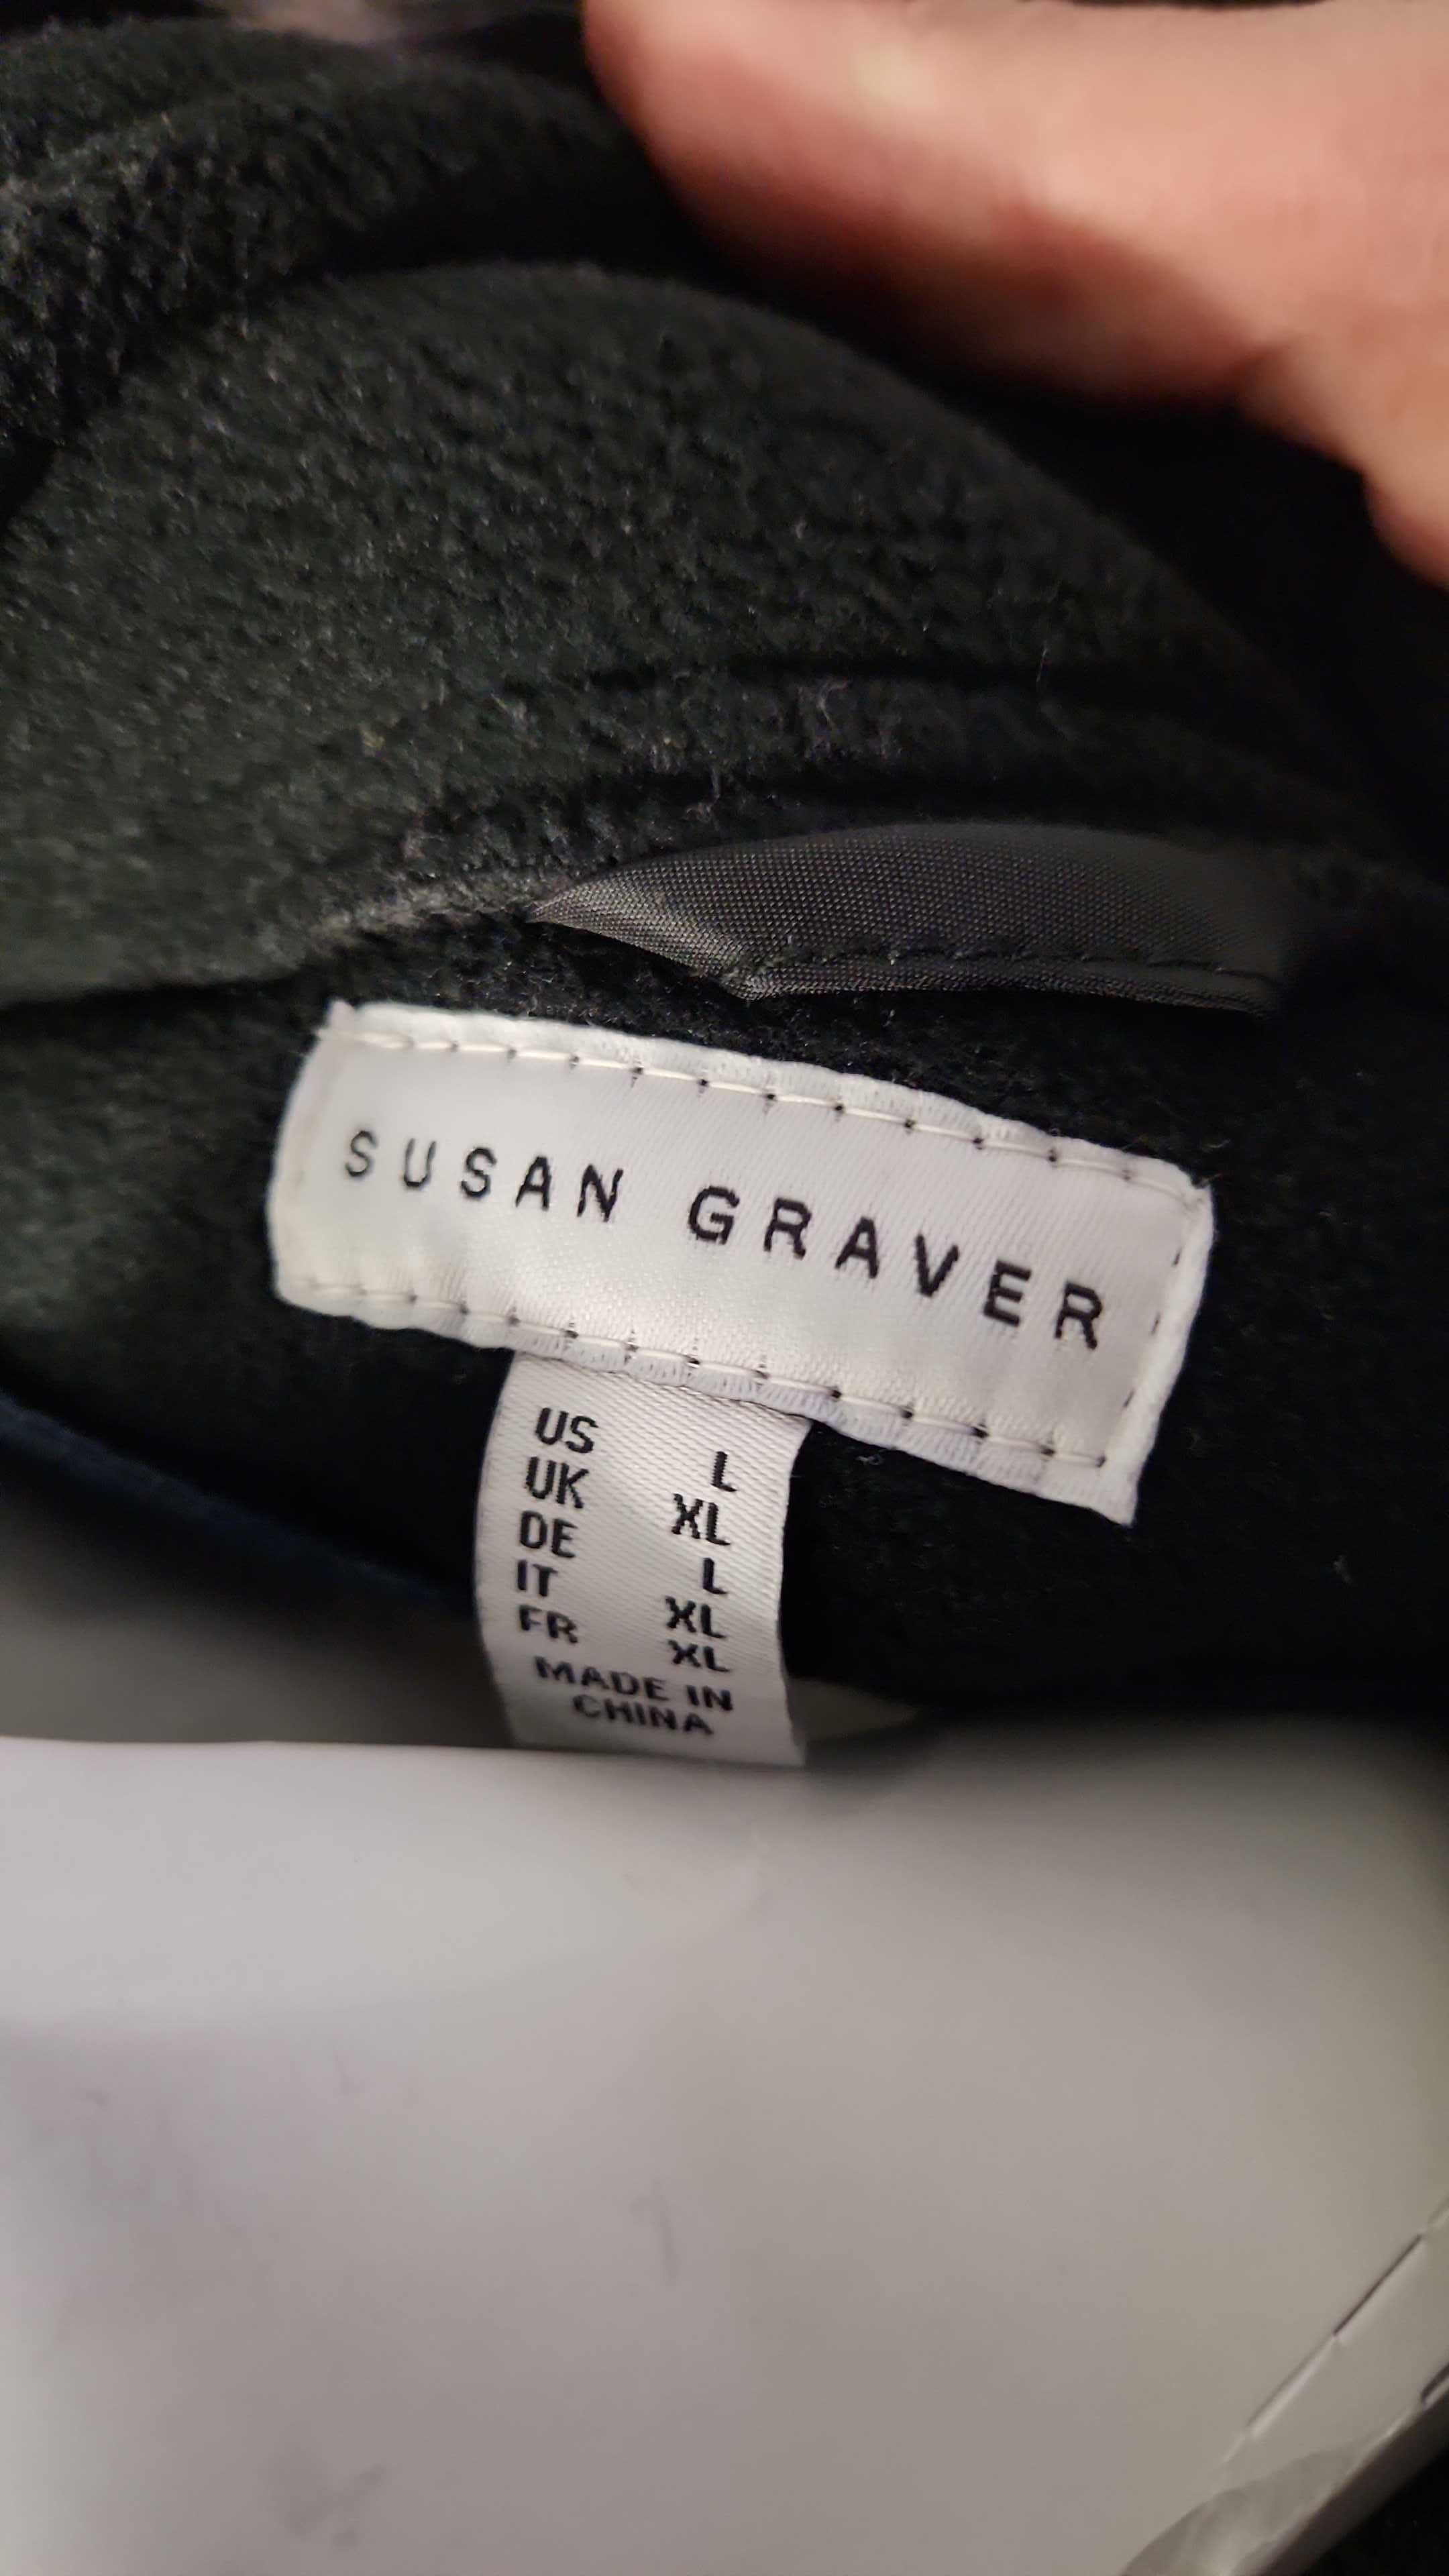 SUSAN GRAVER
US L
UK XL
DE L
IT XL
FR XL
MADE IN
CHINA